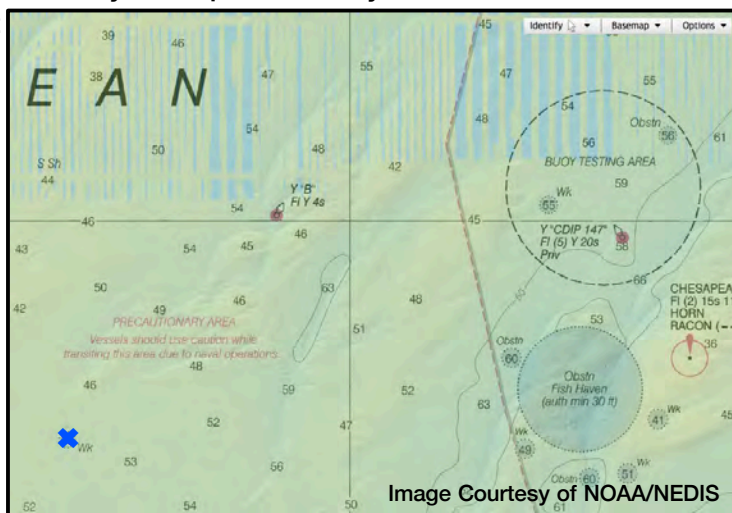 Identify
Basemap
Options
45
39
46
55
47
55
38
47
E A N
54
54
48
Obstn
56
61
50
48
42
56
S Sh
BUOY TESTING AREA
44
59
Wk
55
Y "B"
Fl Y 4s
54
46
45
46
Y "CDIP 147"
Fl (5) Y 20s
Priv
58
43
54
45
60
66
50
63
CHESAPEA
Fl (2) 15s 1
HORN
RACON (--
42
49
46
48
53
51
36
PRECAUTIONARY AREA
Vessels should use caution while
transiting this area due to naval operations.
Obstn
60
48
Obstn
Fish Haven
(auth min 30 ft)
46
59
52
63
Wk
41
45
52
47
Wk
Wk
49
53
56
Obstn
60
51
Wk
52
54
50
61
Image Courtesy of NOAA/NEDIS